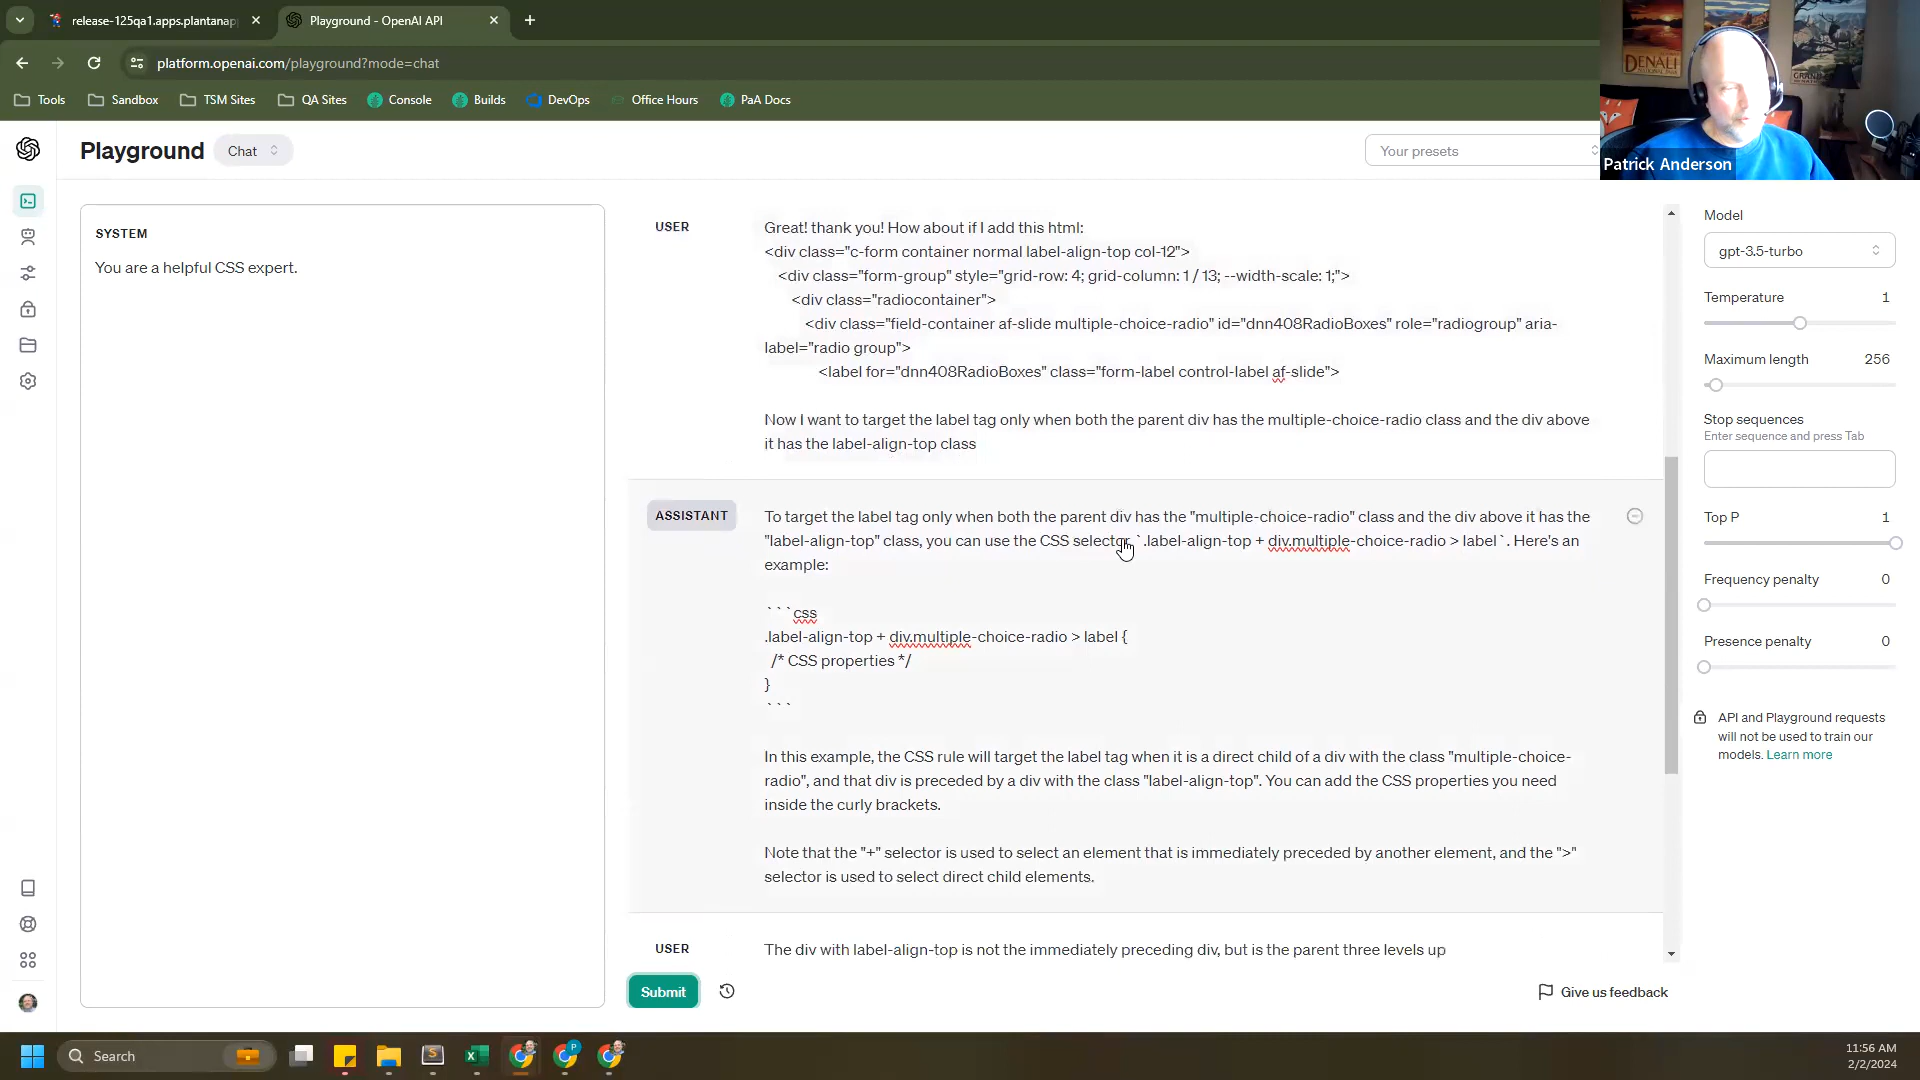 release-125qa1.apps.plantanapp
Playground - OpenAI API
platform.openai.com/playground?mode=chat
Tools
Sandbox
TSM Sites
QA Sites
Console
Builds
DevOps
Office Hours
PaA Docs
DENALI
Patrick Anderson
Playground
Chat
Your presets
SYSTEM
You are a helpful CSS expert.
USER
Great! thank you! How about if I add this html:
<div class="c-form container normal label-align-top col-12">
<div class="form-group" style="grid-row: 4; grid-column: 1 / 13; --width-scale: 1;">
<div class="radiocontainer">
<div class="field-container af-slide multiple-choice-radio" id="dnn408RadioBoxes" role="radiogroup" aria-
label="radio group">
<label for="dnn408RadioBoxes" class="form-label control-label af-slide">
Now I want to target the label tag only when both the parent div has the multiple-choice-radio class and the div above
it has the label-align-top class
ASSISTANT
To target the label tag only when both the parent div has the "multiple-choice-radio" class and the div above it has the
"label-align-top" class, you can use the CSS selector `.label-align-top + div.multiple-choice-radio > label`. Here's an
example:
```css
.label-align-top + div.multiple-choice-radio > label {
/* CSS properties */
}
```
In this example, the CSS rule will target the label tag when it is a direct child of a div with the class "multiple-choice-
radio", and that div is preceded by a div with the class "label-align-top". You can add the CSS properties you need
inside the curly brackets.
Note that the "+" selector is used to select an element that is immediately preceded by another element, and the ">"
selector is used to select direct child elements.
USER
The div with label-align-top is not the immediately preceding div, but is the parent three levels up
Submit
Give us feedback
Model
gpt-3.5-turbo
Temperature 1
Maximum length 256
Stop sequences
Enter sequence and press Tab
Top P 1
Frequency penalty 0
Presence penalty 0
API and Playground requests
will not be used to train our
models. Learn more
Search
11:56 AM
2/2/2024